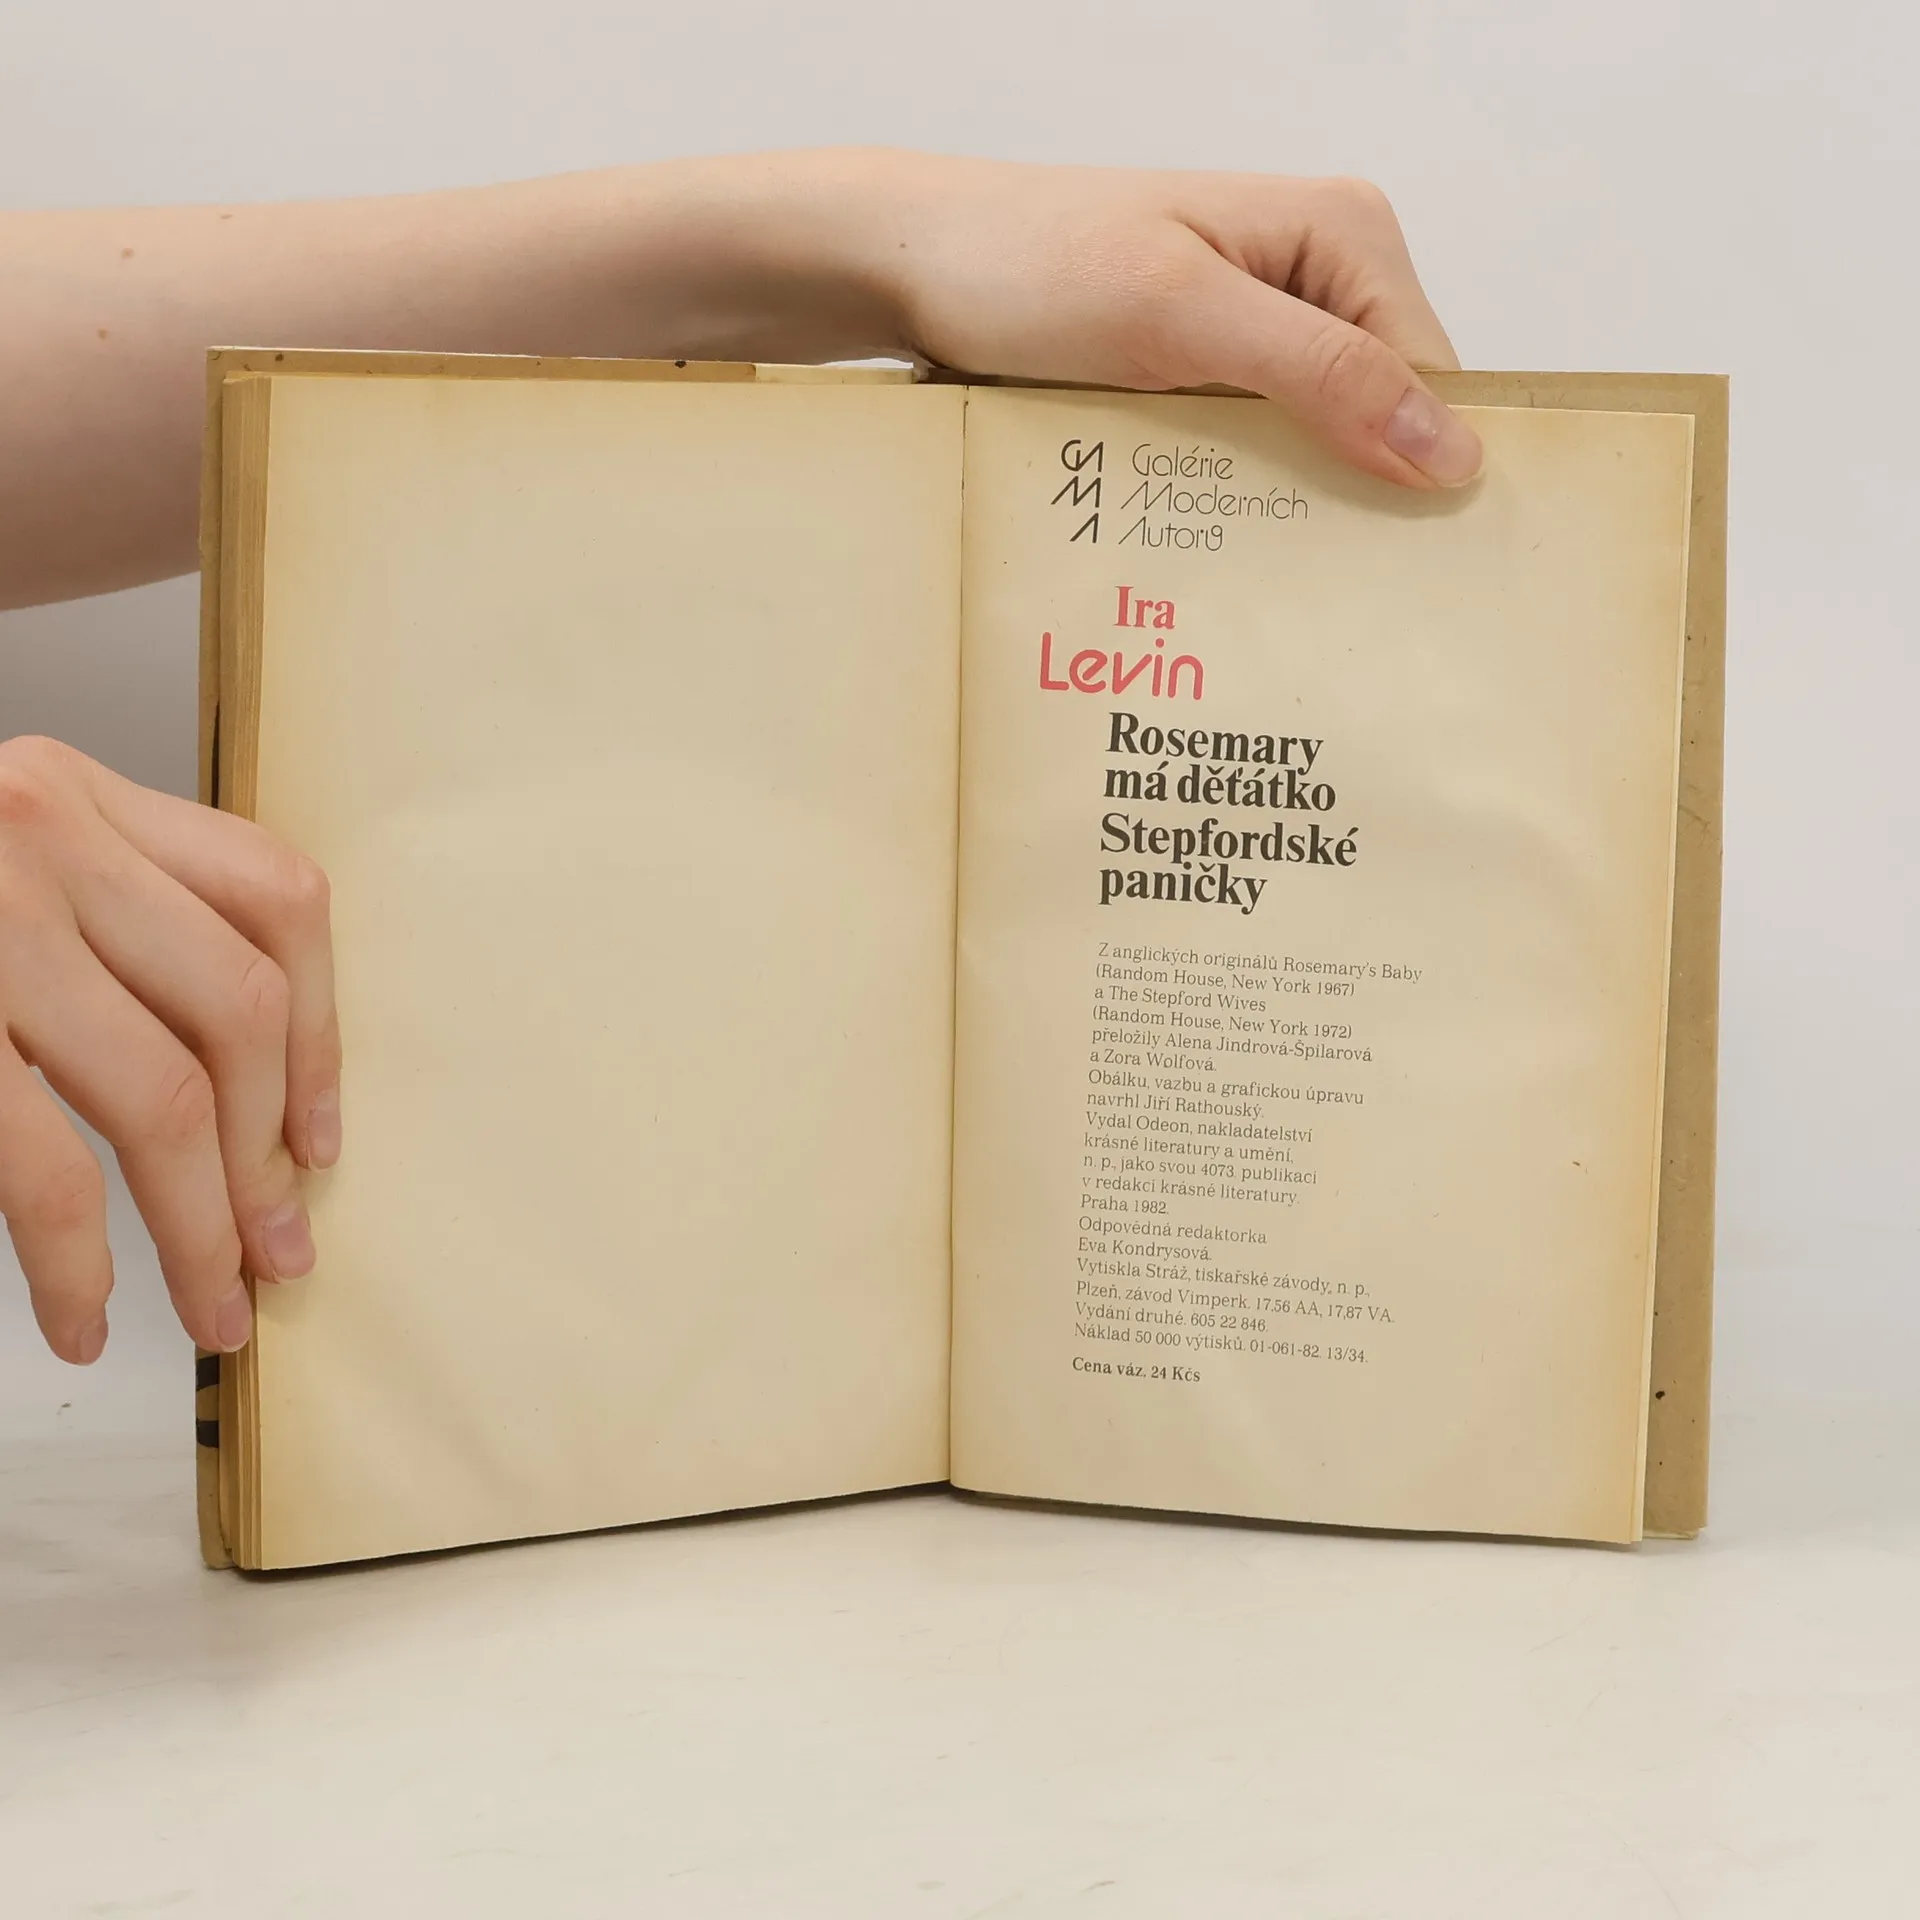 GMA Galérie
Moderních
Autorů
Ira
Levin
Rosemary
má děťátko
Stepfordské
paničky
Z anglických originálů Rosemary's Baby
(Random House, New York 1967)
a The Stepford Wives
(Random House, New York 1972)
přeložily Alena Jindrová-Špilarová
a Zora Wolfová.
Obálku, vazbu a grafickou úpravu
navrhl Jiří Rathouský.
Vydal Odeon, nakladatelství
krásné literatury a umění,
n. p., jako svou 4073. publikaci
v redakci krásné literatury.
Praha 1982.
Odpovědná redaktorka
Eva Kondrysová.
Vytiskla Stráž, tiskařské závody, n. p.,
Plzeň, závod Vimperk. 17,56 AA, 17,87 VA.
Vydání druhé. 605 22 846.
Náklad 50 000 výtisků. 01-061-82. 13/34.
Cena váz. 24 Kčs